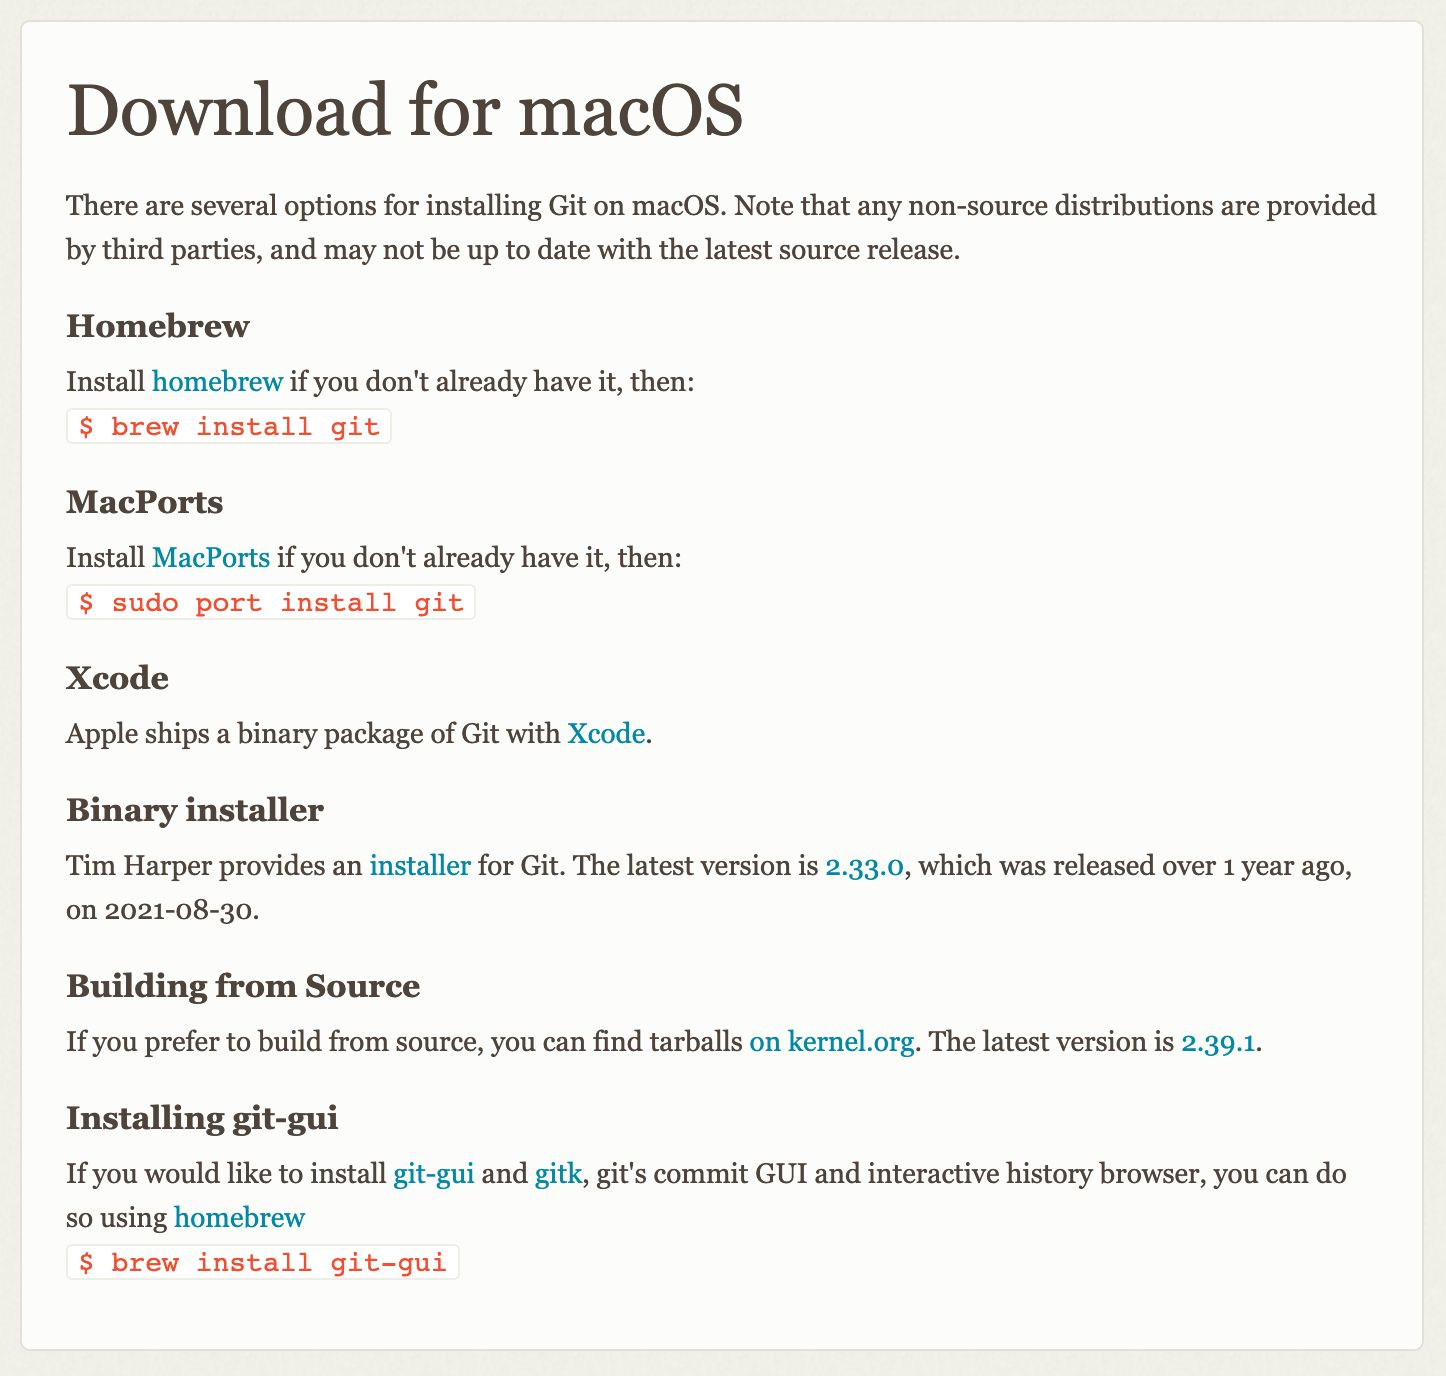 Download for macOS
There are several options for installing Git on macOS. Note that any non-source distributions are provided
by third parties, and may not be up to date with the latest source release.
Homebrew
Install homebrew if you don't already have it, then:
$ brew install git
MacPorts
Install MacPorts if you don't already have it, then:
$ sudo port install git
Xcode
Apple ships a binary package of Git with Xcode.
Binary installer
Tim Harper provides an installer for Git. The latest version is 2.33.0, which was released over 1 year ago,
on 2021-08-30.
Building from Source
If you prefer to build from source, you can find tarballs on kernel.org. The latest version is 2.39.1.
Installing git-gui
If you would like to install git-gui and gitk, git's commit GUI and interactive history browser, you can do
so using homebrew
$ brew install git-gui